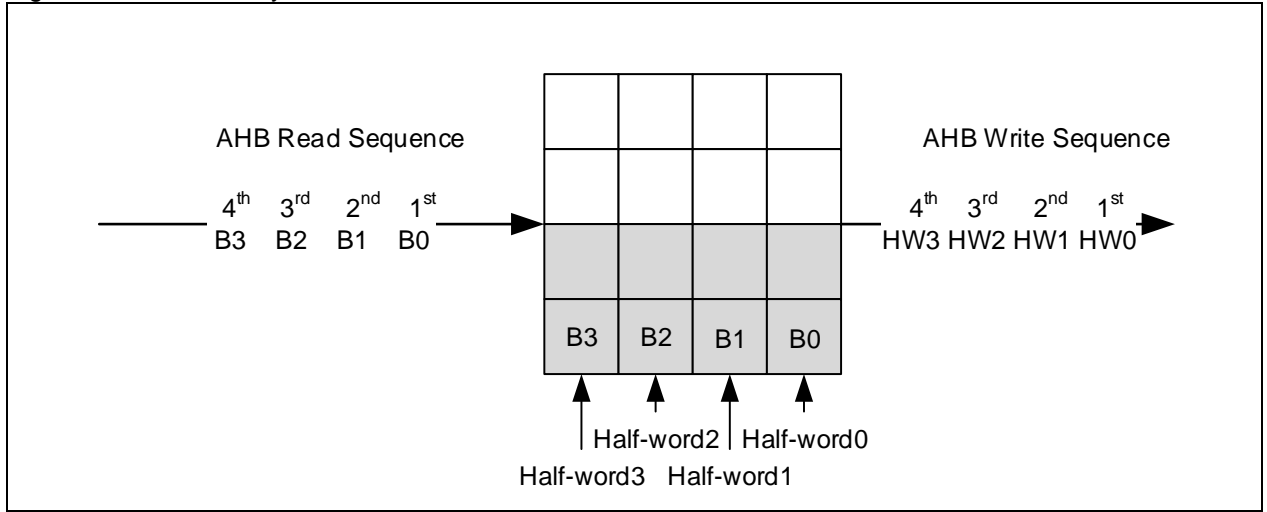 AHB Read Sequence
AHB Write Sequence
4th 3rd 2nd 1st
B3 B2 B1 B0
4th 3rd 2nd 1st
HW3 HW2 HW1 HW0
B3 B2 B1 B0
Half-word2 Half-word0
Half-word3 Half-word1